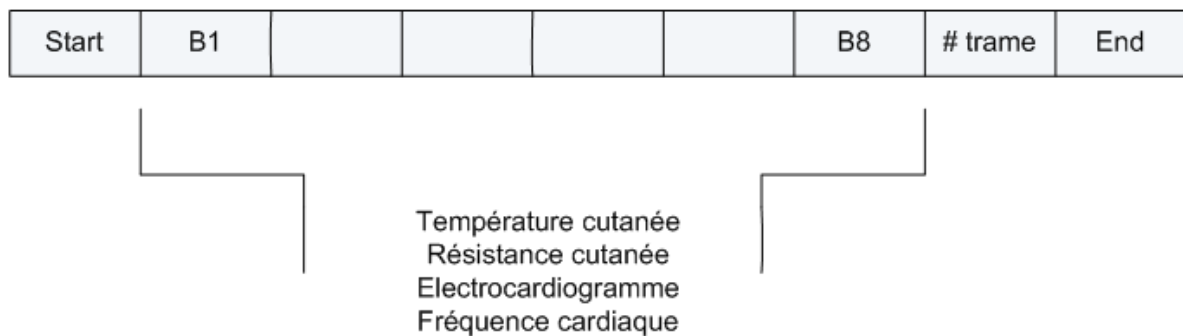 Start B1 B8 # trame End
Température cutanée
Résistance cutanée
Electrocardiogramme
Fréquence cardiaque